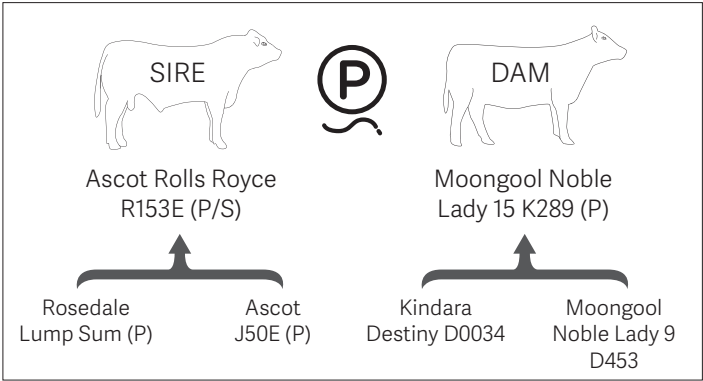 SIRE
P
DAM
Ascot Rolls Royce
R153E (P/S)
Moongool Noble
Lady 15 K289 (P)
Rosedale
Lump Sum (P)
Ascot
J50E (P)
Kindara
Destiny D0034
Moongool
Noble Lady 9
D453